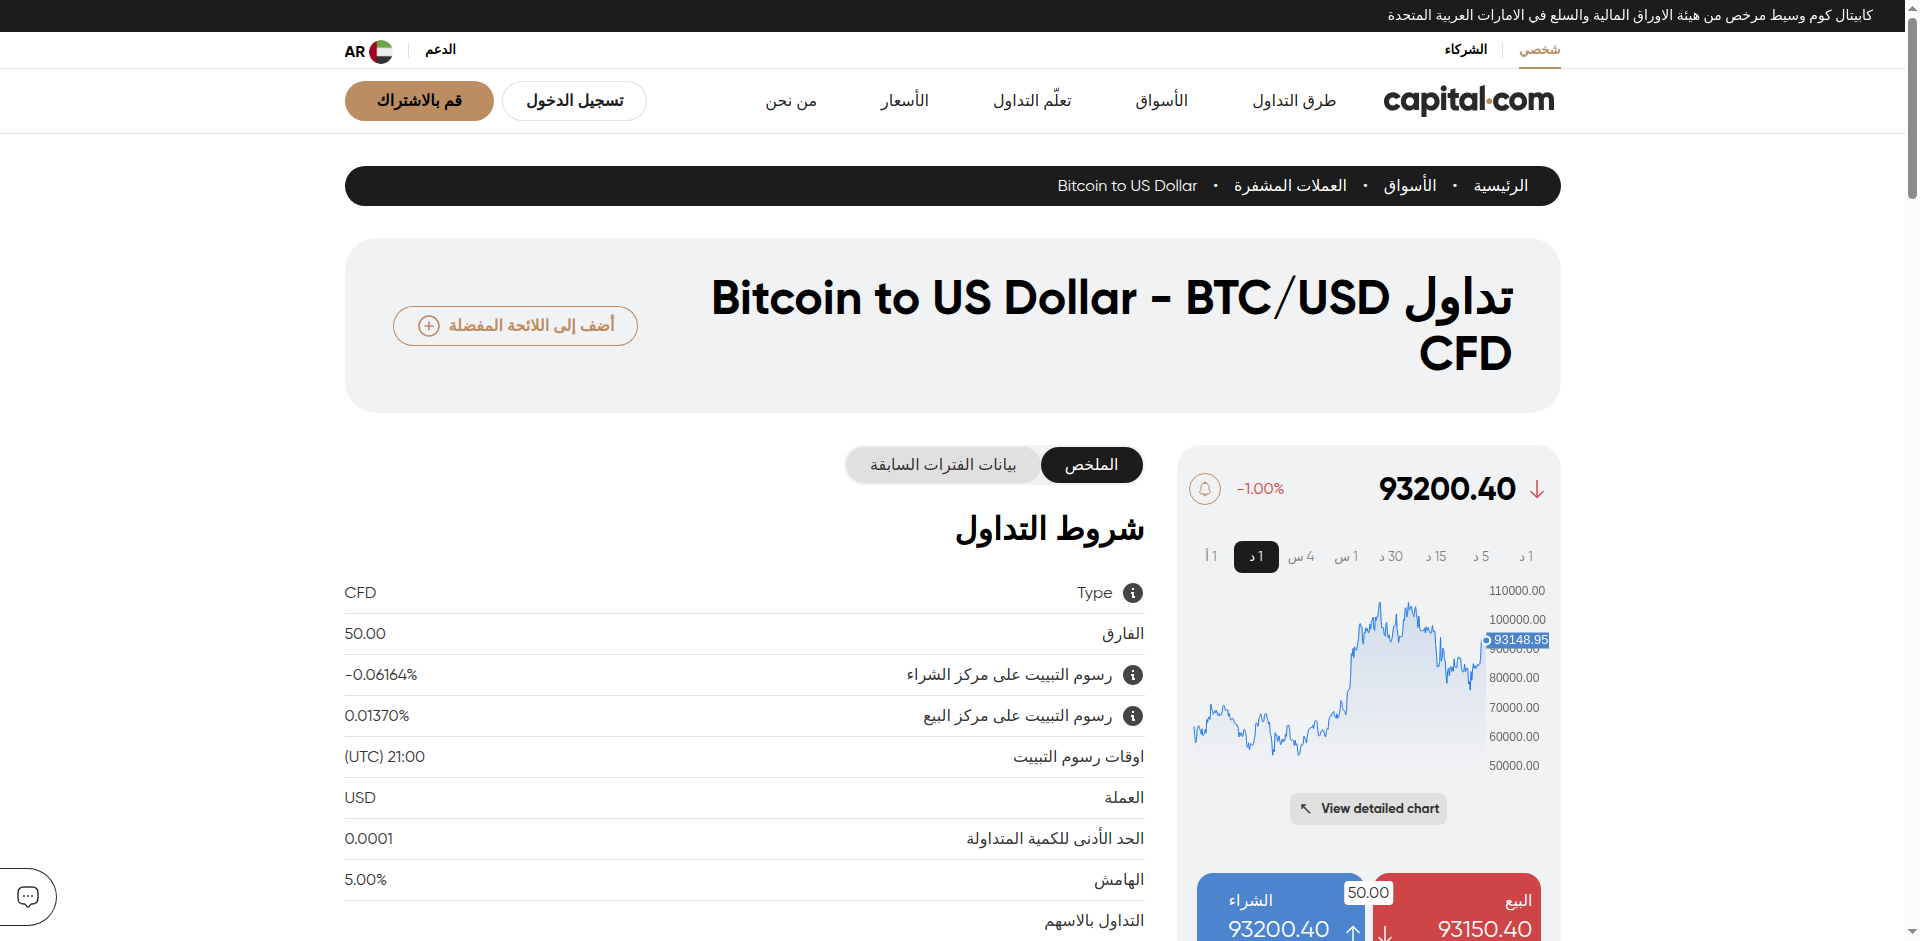 كابيتال كوم وسيط مرخص من هيئة الاوراق المالية والسلع في الامارات العربية المتحدة
شخصي
الشركاء
الدعم
AR
capital.com
طرق التداول
الأسواق
تعلّم التداول
الأسعار
من نحن
تسجيل الدخول
قم بالاشتراك
الرئيسية • الأسواق • العملات المشفرة • Bitcoin to US Dollar
تداول Bitcoin to US Dollar - BTC/USD
CFD
أضف إلى اللائحة المفضلة
93200.40
-1.00%
1 د
5 د
15 د
30 د
1 س
4 س
1 د
1 أ
110000.00
100000.00
93148.95
90000.00
80000.00
70000.00
60000.00
50000.00
View detailed chart
البيع
93150.40
50.00
الشراء
93200.40
الملخص
بيانات الفترات السابقة
شروط التداول
Type CFD
الفارق 50.00
رسوم التبييت على مركز الشراء -0.06164%
رسوم التبييت على مركز البيع 0.01370%
اوقات رسوم التبييت 21:00 (UTC)
العملة USD
الحد الأدنى للكمية المتداولة 0.0001
الهامش 5.00%
التداول بالاسهم